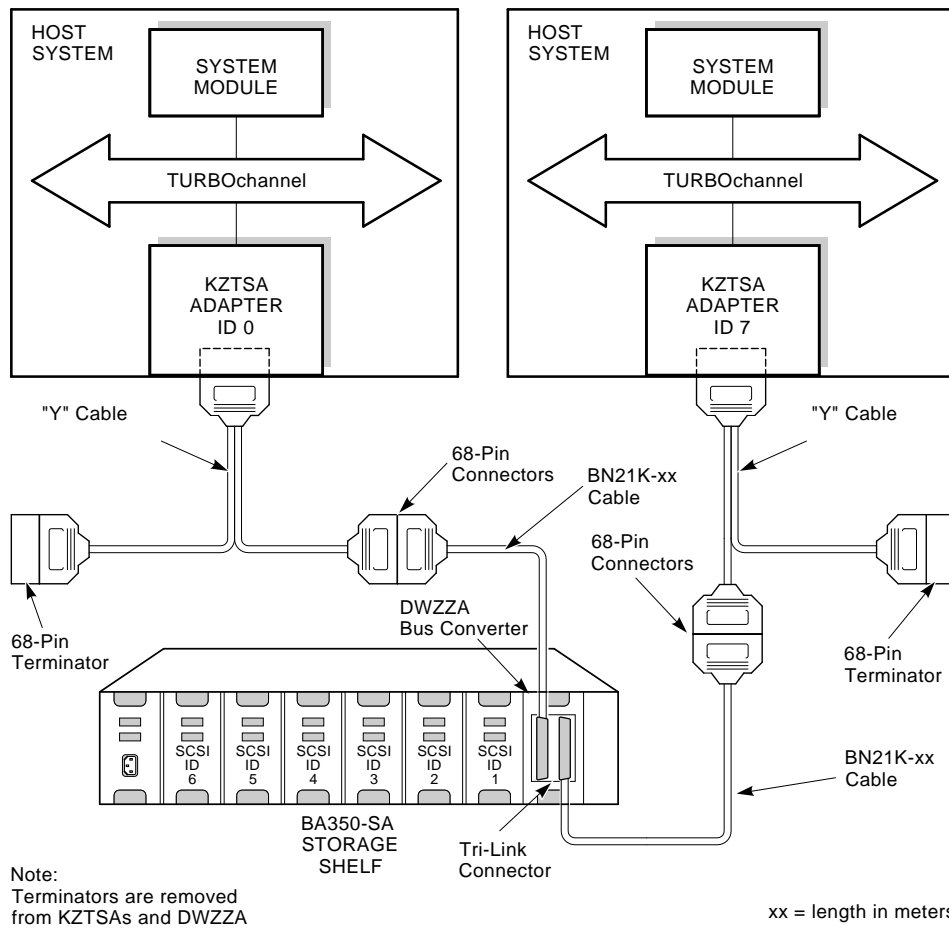 HOST
SYSTEM
SYSTEM
MODULE
TURBOchannel
KZTSA
ADAPTER
ID 0
HOST
SYSTEM
SYSTEM
MODULE
TURBOchannel
KZTSA
ADAPTER
ID 7
"Y" Cable
68-Pin
Connectors
BN21K-xx
Cable
"Y" Cable
68-Pin
Connectors
68-Pin
Terminator
DWZZA
Bus Converter
68-Pin
Terminator
SCSI
ID
6
SCSI
ID
5
SCSI
ID
4
SCSI
ID
3
SCSI
ID
2
SCSI
ID
1
BN21K-xx
Cable
BA350-SA
STORAGE
SHELF
Tri-Link
Connector
Note:
Terminators are removed
from KZTSAs and DWZZA
xx = length in meters